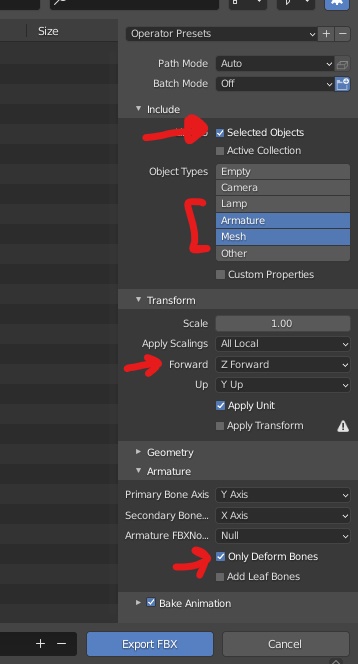 Size
Operator Presets
Path Mode Auto
Batch Mode Off
Include
Selected Objects
Active Collection
Object Types Empty
Camera
Lamp
Armature
Mesh
Other
Custom Properties
Transform
Scale 1.00
Apply Scalings All Local
Forward Z Forward
Up Y Up
Apply Unit
Apply Transform
Geometry
Armature
Primary Bone Axis Y Axis
Secondary Bone... X Axis
Armature FBXNo... Null
Only Deform Bones
Add Leaf Bones
Bake Animation
Export FBX Cancel